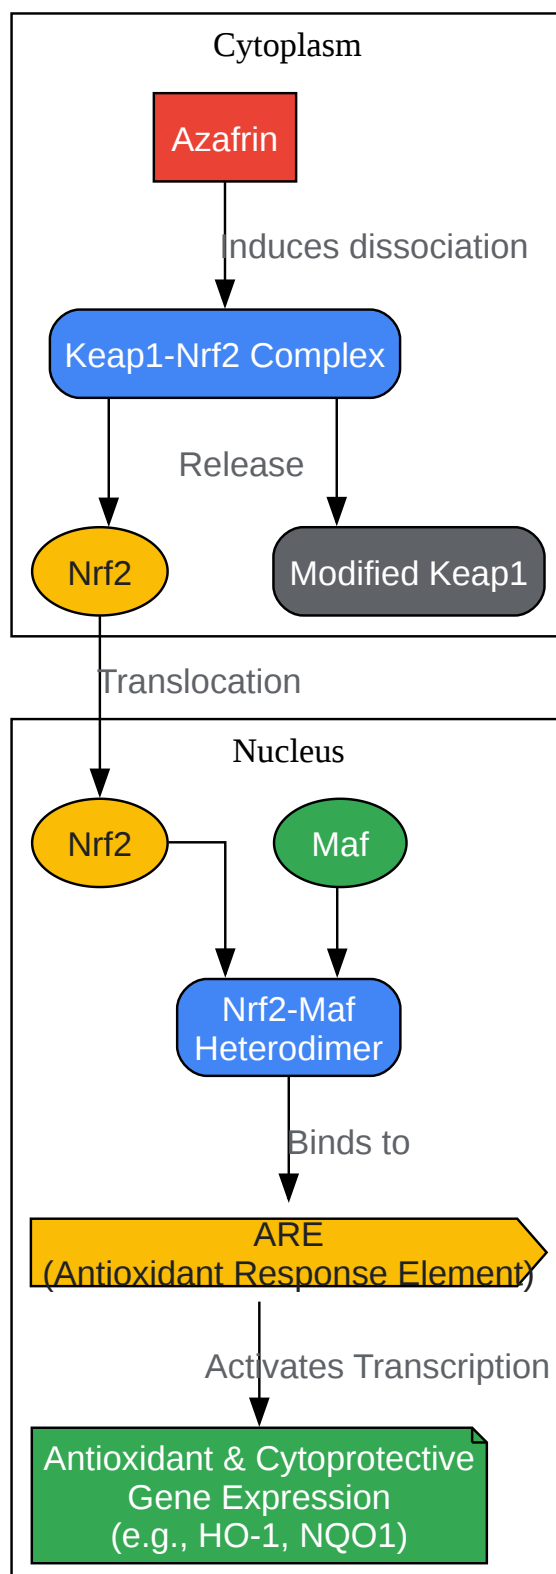 Cytoplasm
Azafrin
Induces dissociation
Keap1-Nrf2 Complex
Release
Nrf2
Modified Keap1
Translocation
Nucleus
Nrf2
Maf
Nrf2-Maf
Heterodimer
Binds to
ARE
(Antioxidant Response Element)
Activates Transcription
Antioxidant & Cytoprotective
Gene Expression
(e.g., HO-1, NQO1)